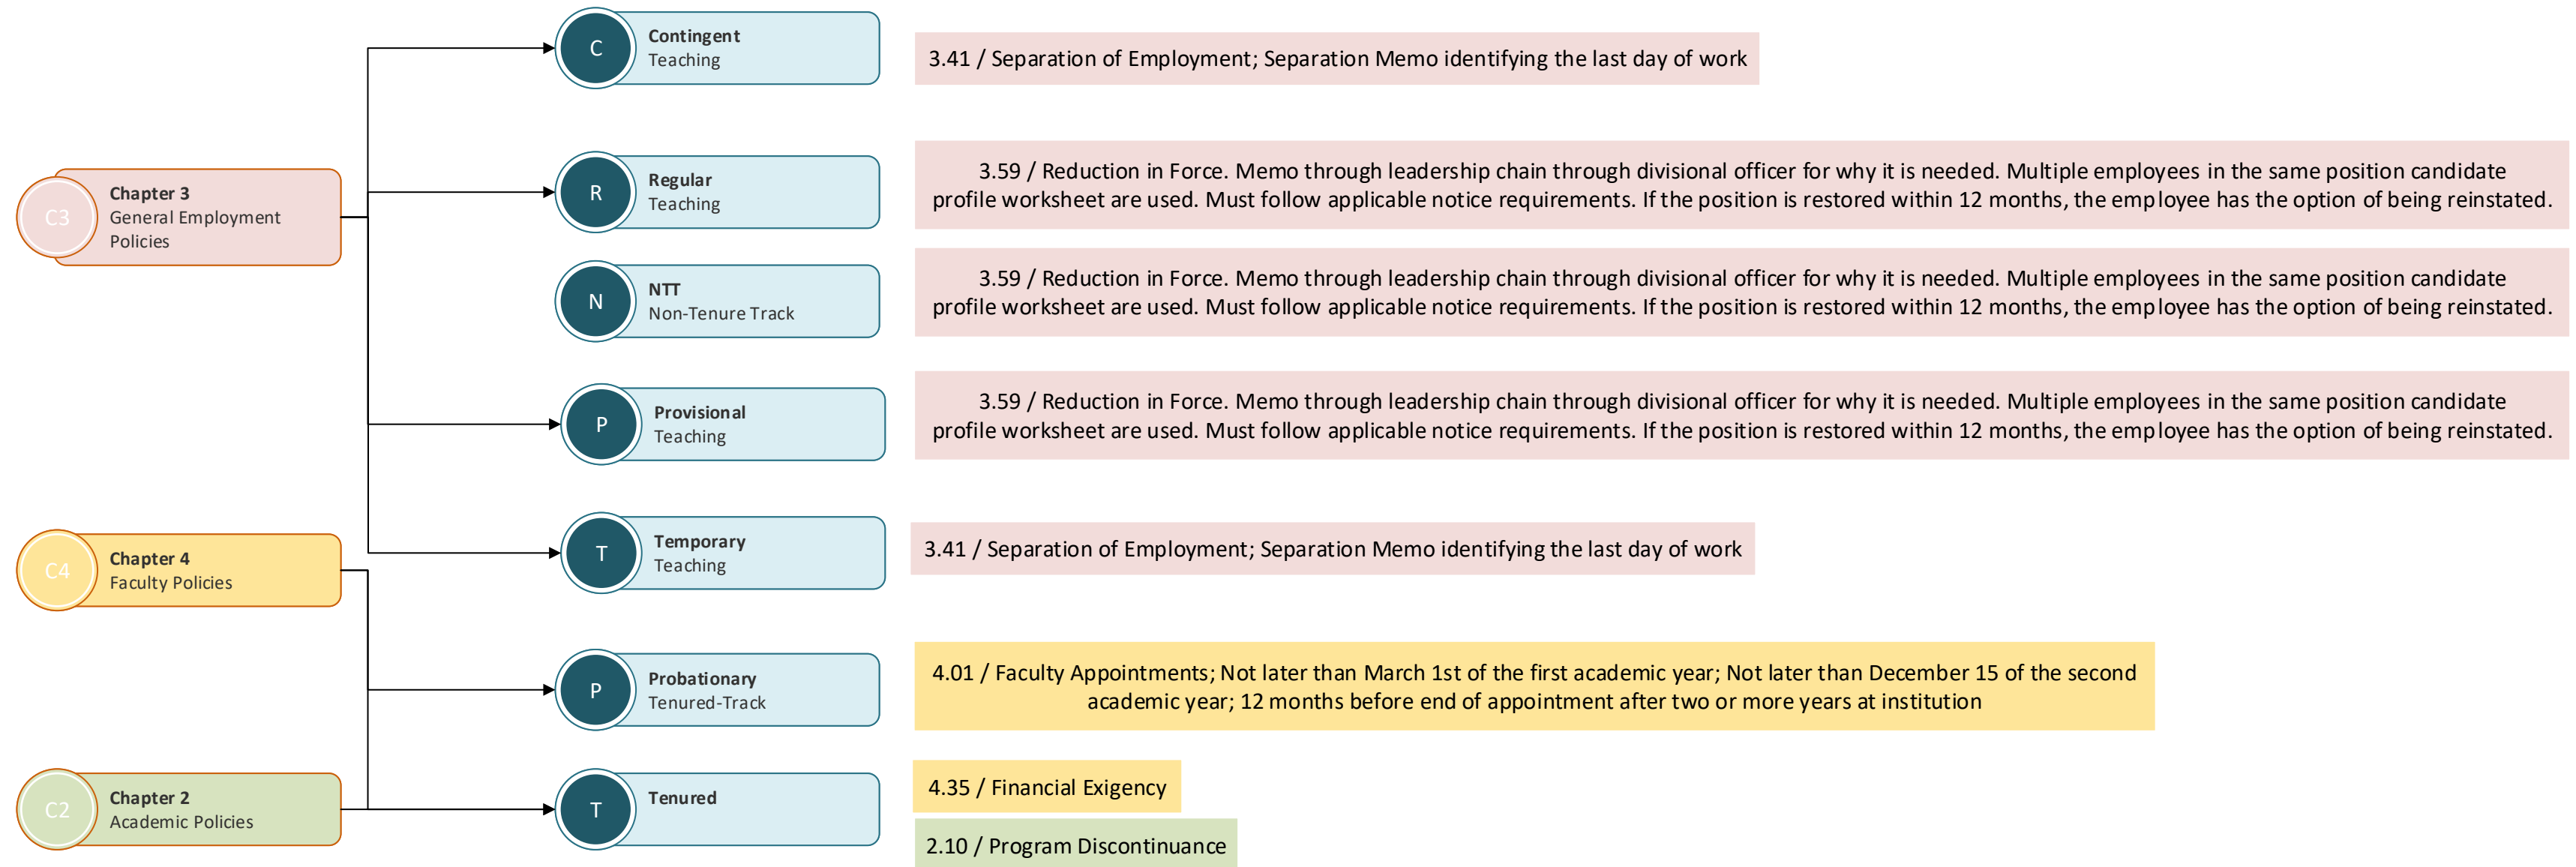 C
Contingent
Teaching
3.41 / Separation of Employment; Separation Memo identifying the last day of work
C3
Chapter 3
General Employment
Policies
R
Regular
Teaching
3.59 / Reduction in Force. Memo through leadership chain through divisional officer for why it is needed. Multiple employees in the same position candidate
profile worksheet are used. Must follow applicable notice requirements. If the position is restored within 12 months, the employee has the option of being reinstated.
N
NTT
Non-Tenure Track
3.59 / Reduction in Force. Memo through leadership chain through divisional officer for why it is needed. Multiple employees in the same position candidate
profile worksheet are used. Must follow applicable notice requirements. If the position is restored within 12 months, the employee has the option of being reinstated.
P
Provisional
Teaching
3.59 / Reduction in Force. Memo through leadership chain through divisional officer for why it is needed. Multiple employees in the same position candidate
profile worksheet are used. Must follow applicable notice requirements. If the position is restored within 12 months, the employee has the option of being reinstated.
C4
Chapter 4
Faculty Policies
T
Temporary
Teaching
3.41 / Separation of Employment; Separation Memo identifying the last day of work
P
Probationary
Tenured-Track
4.01 / Faculty Appointments; Not later than March 1st of the first academic year; Not later than December 15 of the second
academic year; 12 months before end of appointment after two or more years at institution
C2
Chapter 2
Academic Policies
T
Tenured
4.35 / Financial Exigency
2.10 / Program Discontinuance